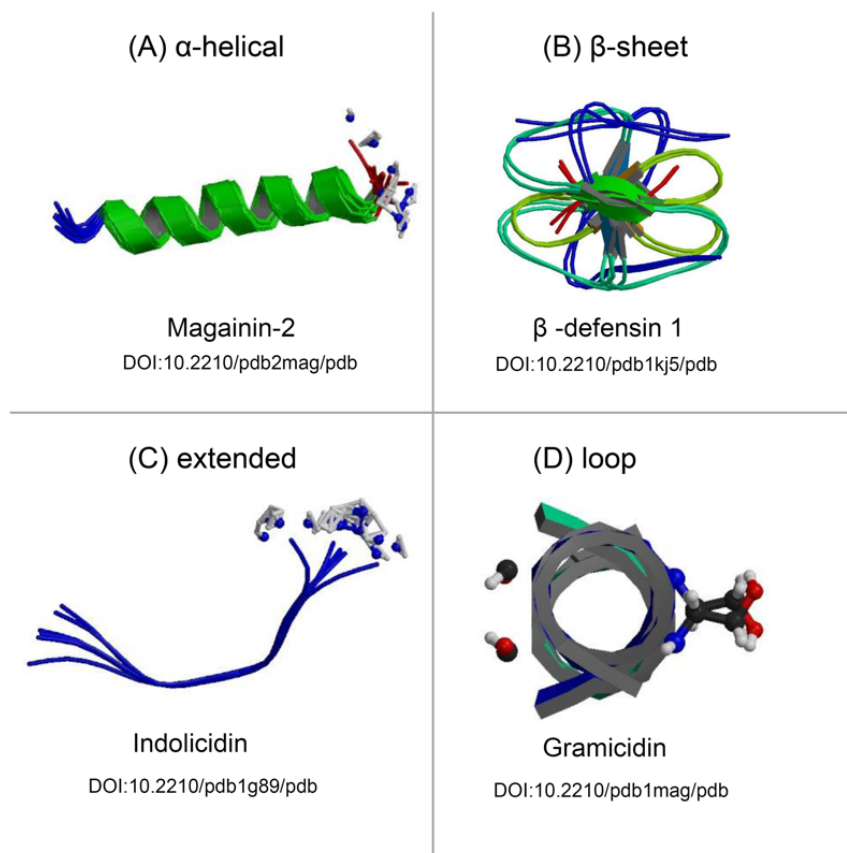 (A) α-helical
Magainin-2
DOI:10.2210/pdb2mag/pdb
(B) β-sheet
β -defensin 1
DOI:10.2210/pdb1kj5/pdb
(C) extended
Indolicidin
DOI:10.2210/pdb1g89/pdb
(D) loop
Gramicidin
DOI:10.2210/pdb1mag/pdb